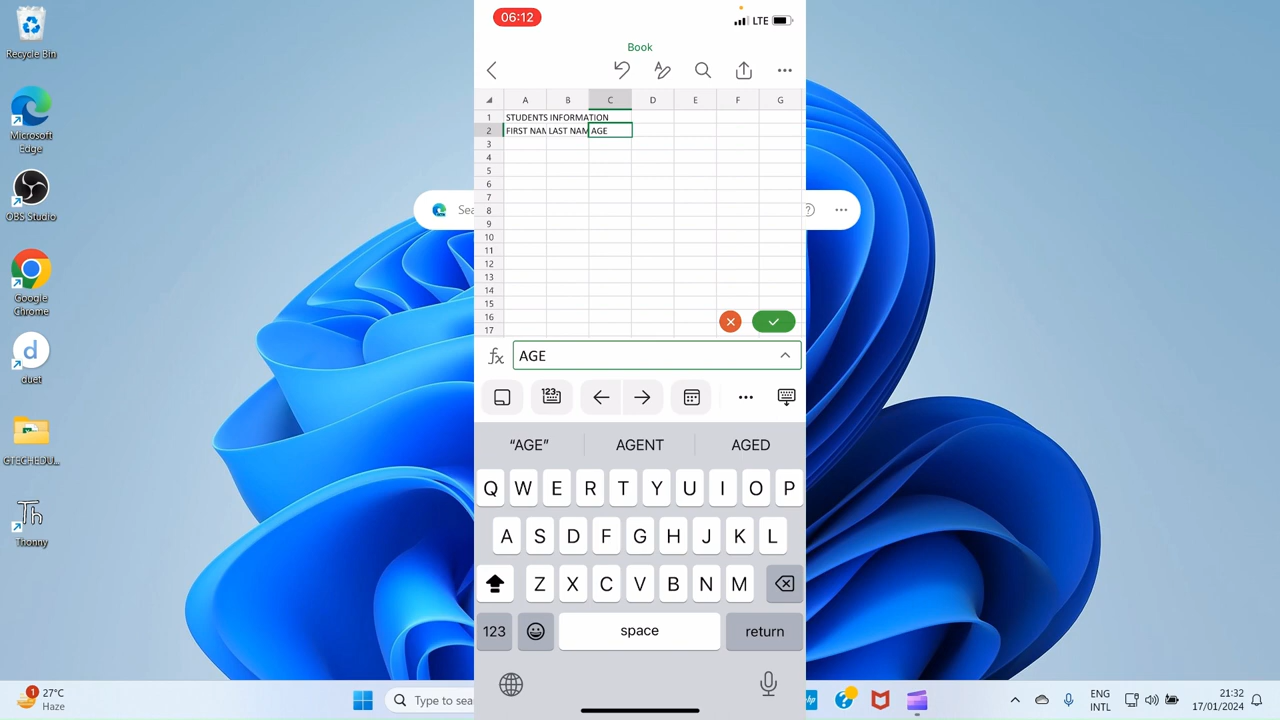 Recycle Bin
Microsoft
Edge
OBS Studio
Google
Chrome
duet
GTECHEDU...
Thonny
06:12
LTE
Book
Sea
A B C D E F G
1 STUDENTS INFORMATION
2 FIRST NAM LAST NAM AGE
3
4
5
6
7
8
9
10
11
12
13
14
15
16
17
fx AGE
123
“AGE” AGENT AGED
Q W E R T Y U I O P
A S D F G H J K L
Z X C V B N M
123 space return
1
27°C
Haze
Type to sea
ENG
INTL
17/01/2024